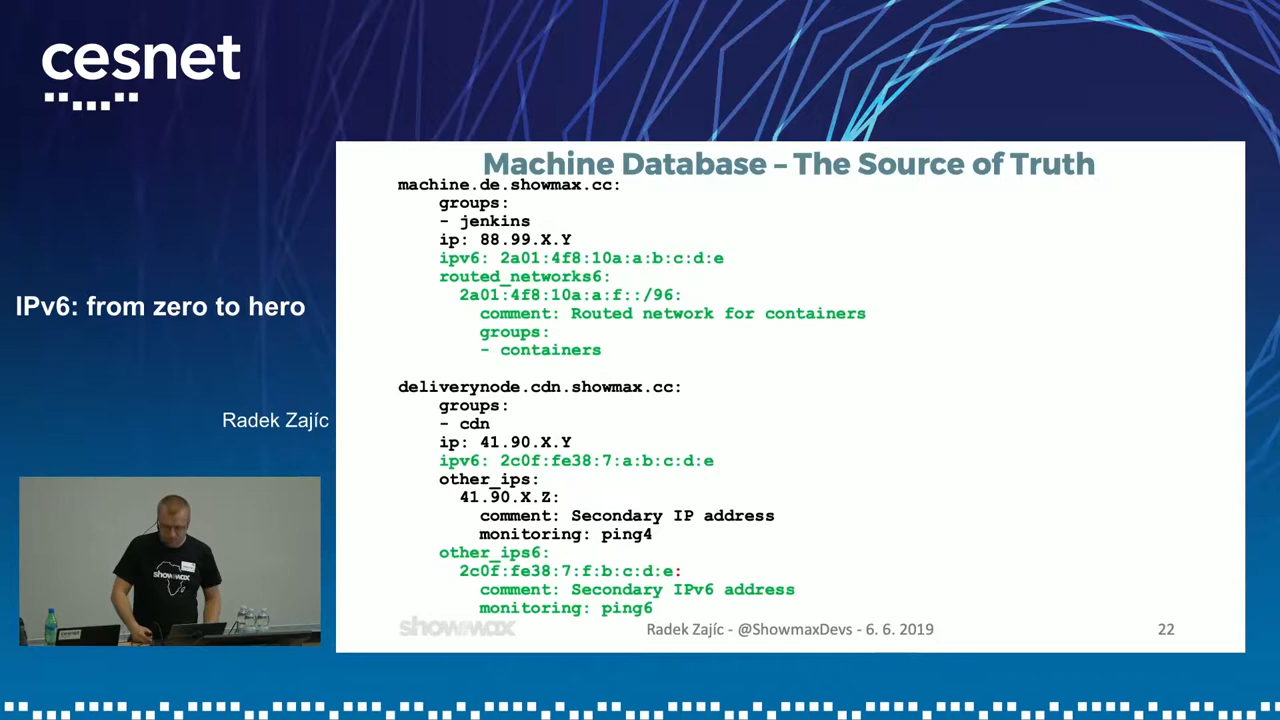 cesnet
IPv6: from zero to hero
Radek Zajíc
Machine Database – The Source of Truth
machine.de.showmax.cc:
groups:
- jenkins
ip: 88.99.X.Y
ipv6: 2a01:4f8:10a:a:b:c:d:e
routed_networks6:
2a01:4f8:10a:a:f::/96:
comment: Routed network for containers
groups:
- containers
deliverynode.cdn.showmax.cc:
groups:
- cdn
ip: 41.90.X.Y
ipv6: 2c0f:fe38:7:a:b:c:d:e
other_ips:
41.90.X.Z:
comment: Secondary IP address
monitoring: ping4
other_ips6:
2c0f:fe38:7:f:b:c:d:e:
comment: Secondary IPv6 address
monitoring: ping6
showmax
Radek Zajíc - @ShowmaxDevs - 6. 6. 2019
22
showmax
cesnet